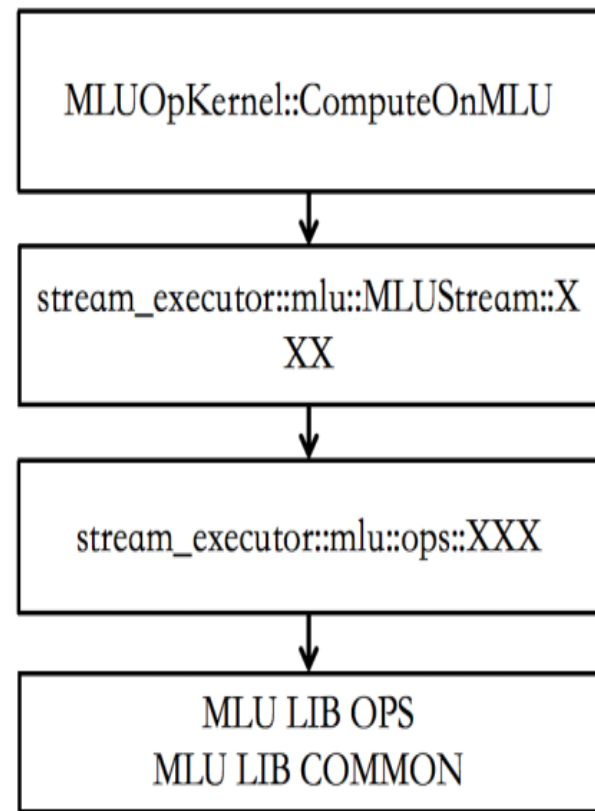 MLUOpKernel::ComputeOnMLU
stream_executor::mlu::MLUStream::X
XX
stream_executor::mlu::ops::XXX
MLU LIB OPS
MLU LIB COMMON